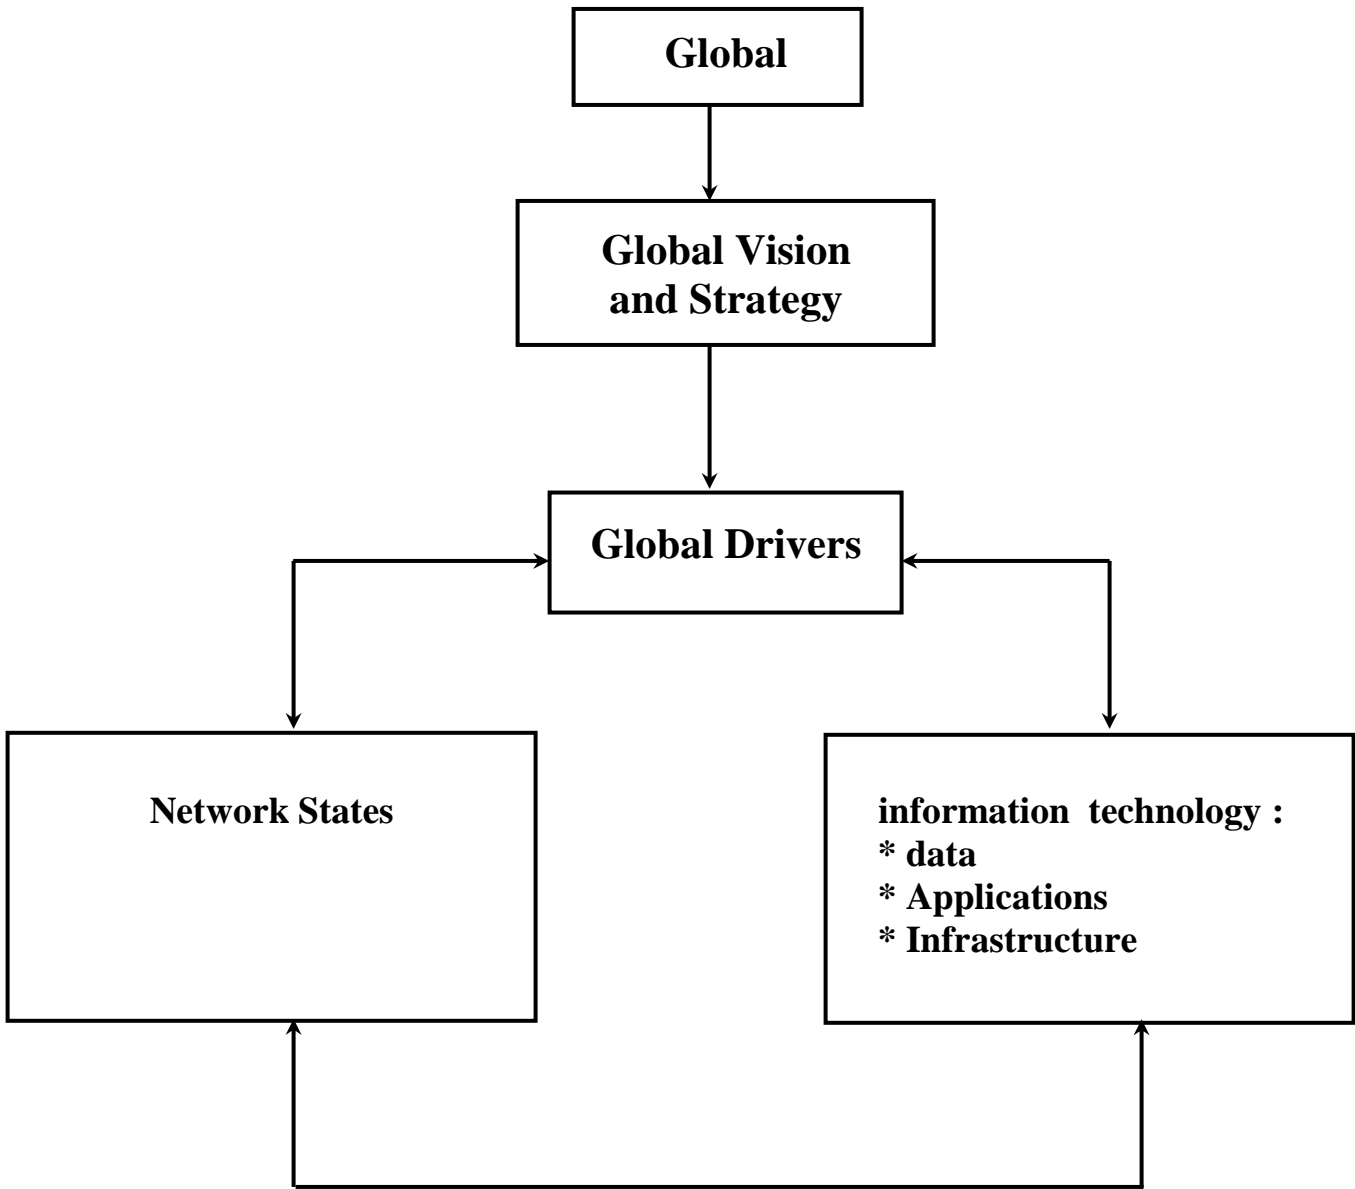 Global
Global Vision
and Strategy
Global Drivers
Network States
information technology :
* data
* Applications
* Infrastructure